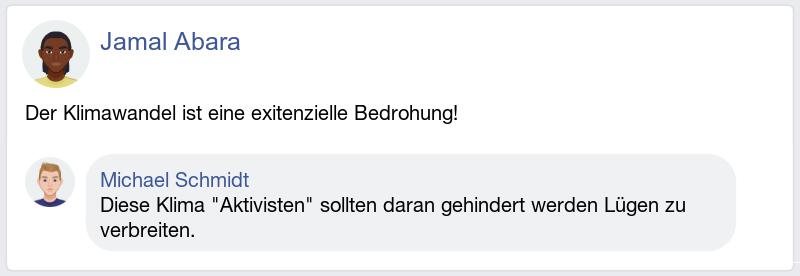 Jamal Abara
Der Klimawandel ist eine exitenzielle Bedrohung!
Michael Schmidt
Diese Klima "Aktivisten" sollten daran gehindert werden Lügen zu
verbreiten.